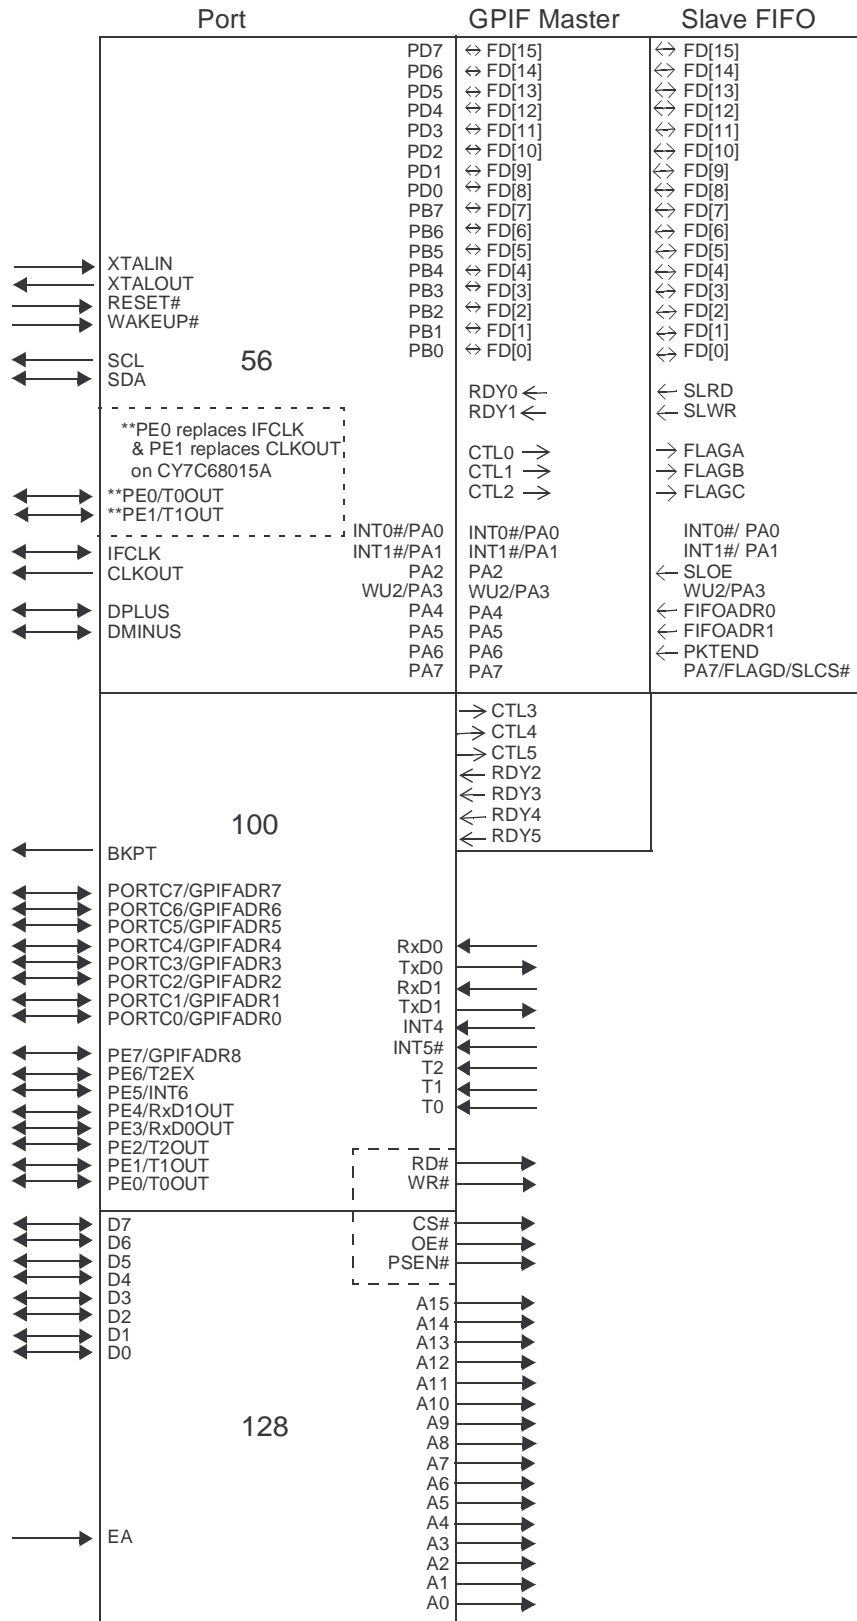 Port GPIF Master Slave FIFO
PD7 FD[15] FD[15]
PD6 FD[14] FD[14]
PD5 FD[13] FD[13]
PD4 FD[12] FD[12]
PD3 FD[11] FD[11]
PD2 FD[10] FD[10]
PD1 FD[9] FD[9]
PD0 FD[8] FD[8]
PB7 FD[7] FD[7]
PB6 FD[6] FD[6]
PB5 FD[5] FD[5]
PB4 FD[4] FD[4]
PB3 FD[3] FD[3]
PB2 FD[2] FD[2]
PB1 FD[1] FD[1]
PB0 FD[0] FD[0]
XTALIN
XTALOUT
RESET#
WAKEUP#
SCL
SDA
56
RDY0 SLRD
RDY1 SLWR
CTL0 FLAGA
CTL1 FLAGB
CTL2 FLAGC
**PE0 replaces IFCLK
& PE1 replaces CLKOUT
on CY7C68015A
**PE0/T0OUT
**PE1/T1OUT
IFCLK
CLKOUT
DPLUS
DMINUS
INT0#/PA0 INT0#/PA0 INT0#/ PA0
INT1#/PA1 INT1#/PA1 INT1#/ PA1
PA2 PA2 SLOE
WU2/PA3 WU2/PA3 WU2/PA3
PA4 PA4 FIFOADR0
PA5 PA5 FIFOADR1
PA6 PA6 PKTEND
PA7 PA7 PA7/FLAGD/SLCS#
CTL3
CTL4
CTL5
RDY2
RDY3
RDY4
RDY5
100
BKPT
PORTC7/GPIFADR7
PORTC6/GPIFADR6
PORTC5/GPIFADR5
PORTC4/GPIFADR4
PORTC3/GPIFADR3
PORTC2/GPIFADR2
PORTC1/GPIFADR1
PORTC0/GPIFADR0
PE7/GPIFADR8
PE6/T2EX
PE5/INT6
PE4/RxD1OUT
PE3/RxD0OUT
PE2/T2OUT
PE1/T1OUT
PE0/T0OUT
RxD0
TxD0
RxD1
TxD1
INT4
INT5#
T2
T1
T0
RD#
WR#
CS#
OE#
PSEN#
D7
D6
D5
D4
D3
D2
D1
D0
128
EA
A15
A14
A13
A12
A11
A10
A9
A8
A7
A6
A5
A4
A3
A2
A1
A0